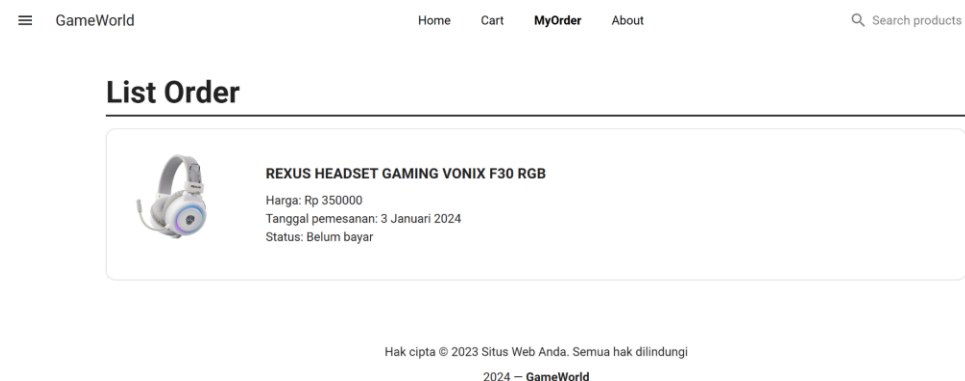 GameWorld
Home
Cart
MyOrder
About
Search products
List Order
REXUS HEADSET GAMING VONIX F30 RGB
Harga: Rp 350000
Tanggal pemesanan: 3 Januari 2024
Status: Belum bayar
Hak cipta © 2023 Situs Web Anda. Semua hak dilindungi
2024 — GameWorld